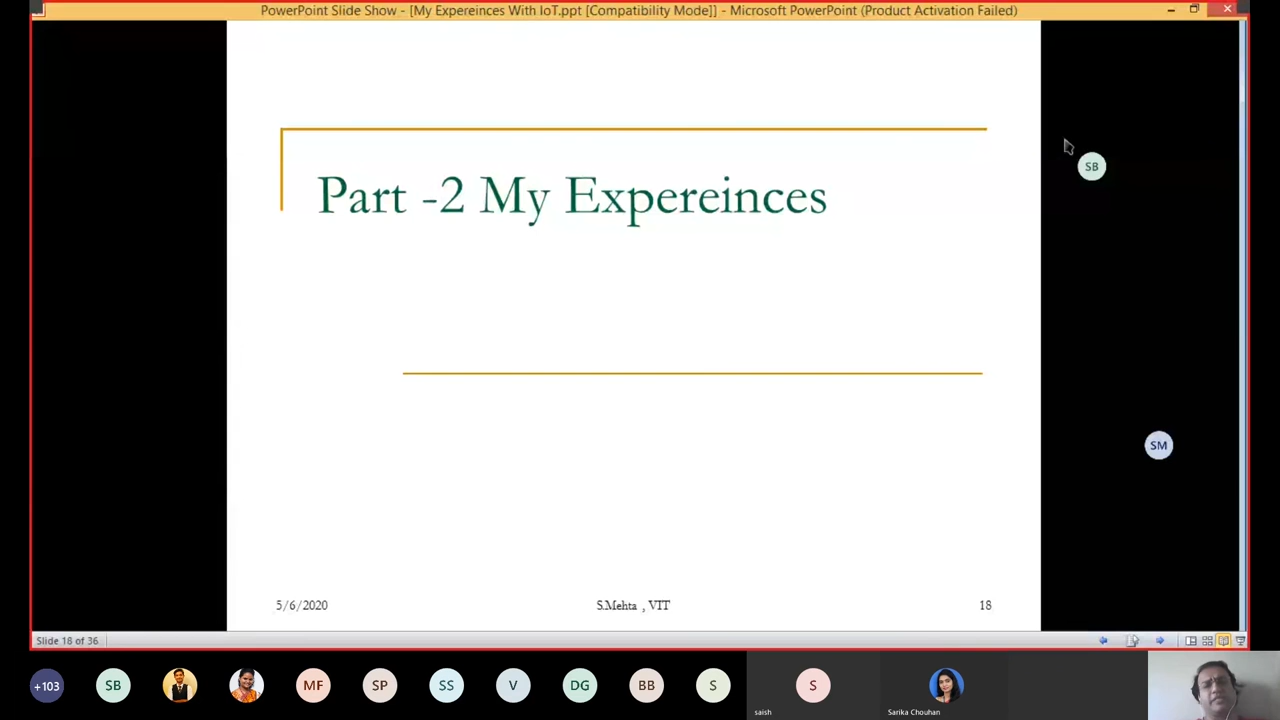 PowerPoint Slide Show - [My Expereinces With IoT.ppt [Compatibility Mode]] - Microsoft PowerPoint (Product Activation Failed)
Part -2 My Expereinces
SB
SM
5/6/2020
S.Mehta , VIT
18
Slide 18 of 36
+103
SB
MF
SP
SS
V
DG
BB
S
S
saish
Sarika Chouhan